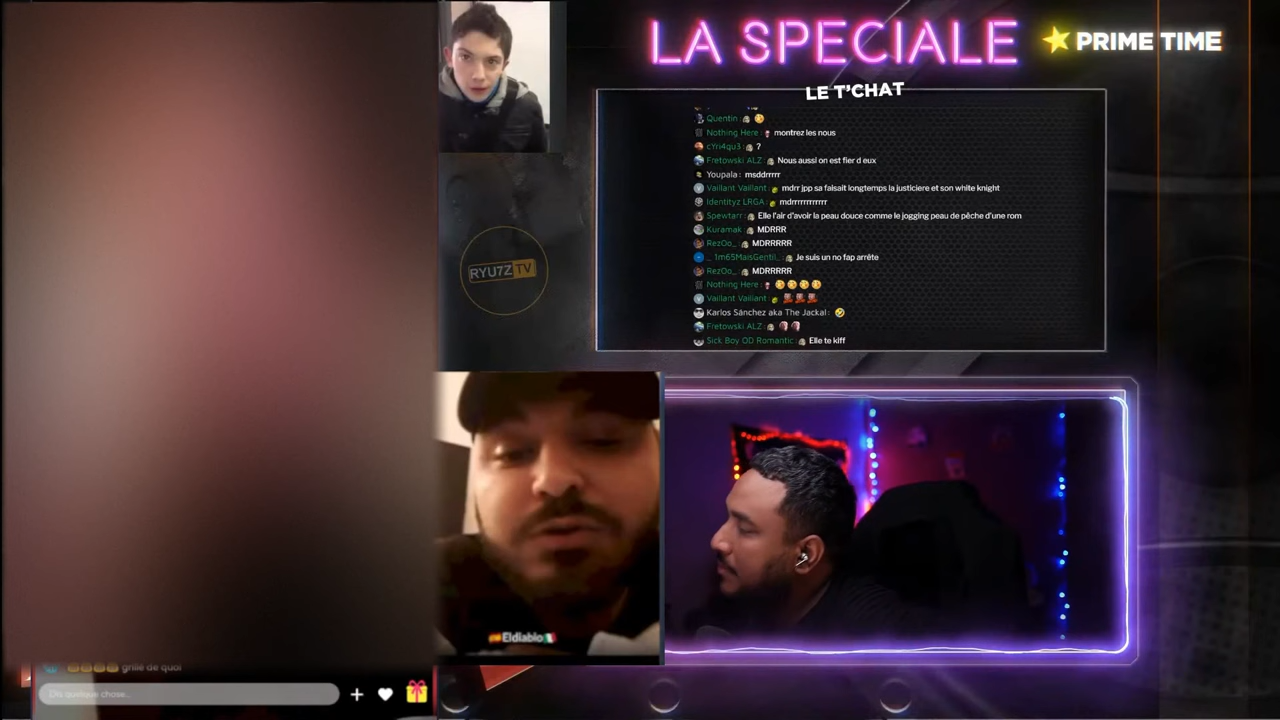 LA SPECIALE
PRIME TIME
LE T'CHAT
Quentin :
Nothing Here : montrez les nous
cYri4qu3 : ?
Fretowski ALZ : Nous aussi on est fier d eux
Youpala : msddrrrrr
Vaillant Vaillant : mdrr jpp sa faisait longtemps la justiciere et son white knight
Identityz LRGA : mdrrrrrrrrrrr
Spewtarr : Elle l'air d'avoir la peau douce comme le jogging peau de pêche d'une rom
Kuramak : MDRRR
RezOo_ : MDRRRRR
_ 1m65MaisGentil_ : Je suis un no fap arrête
RezOo_ : MDRRRRR
Nothing Here :
Vaillant Vaillant :
Karlos Sánchez aka The Jackal :
Fretowski ALZ :
Sick Boy OD Romantic : Elle te kiff
RYU7Z TV
Eldiablo
grille de quoi
Dis quelque chose...